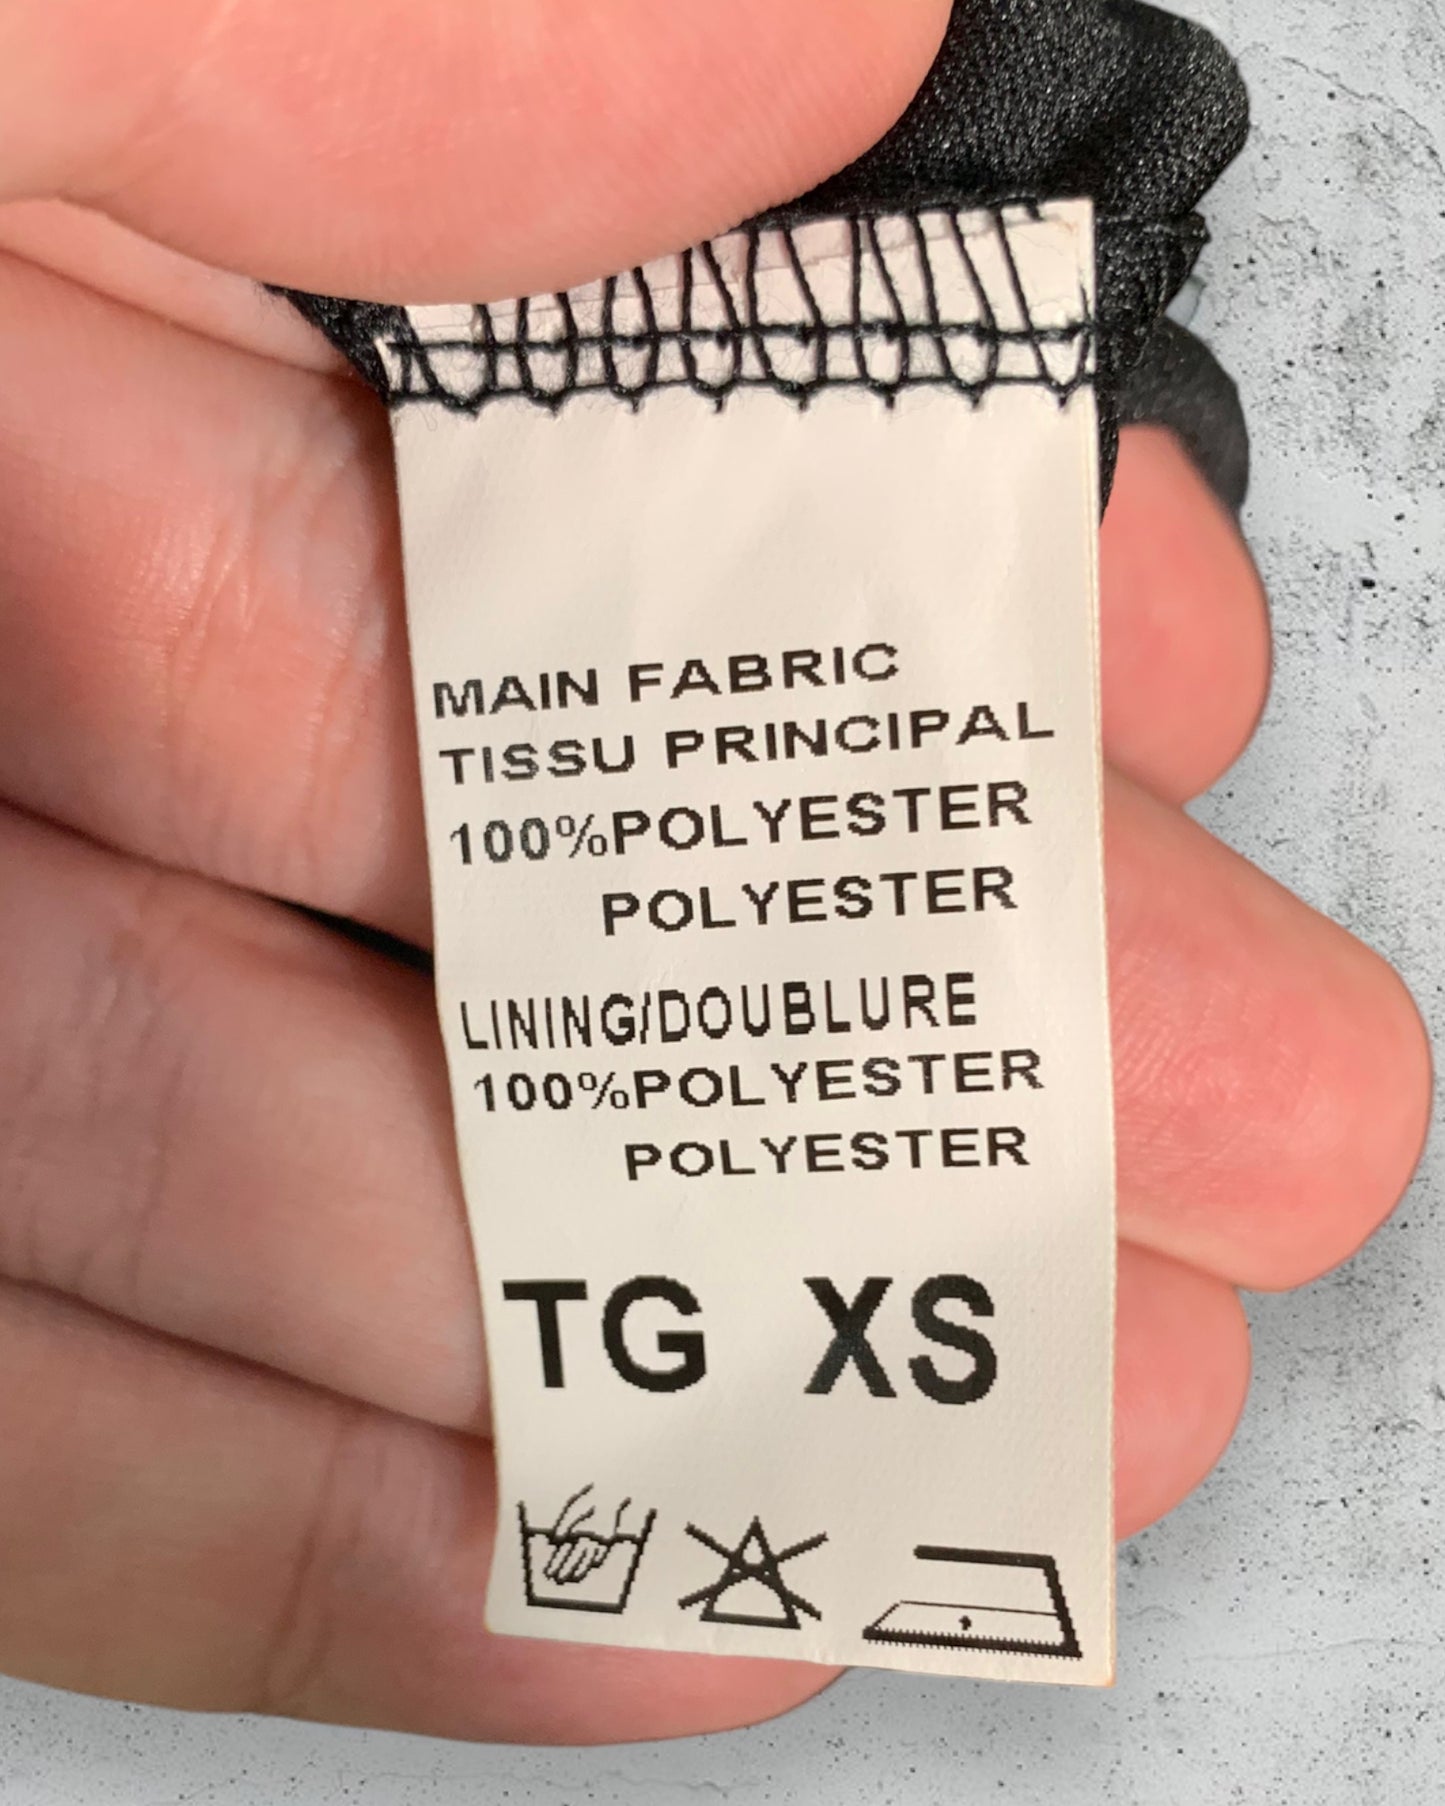 MAIN FABRIC
TISSU PRINCIPAL
100%POLYESTER
POLYESTER
LINING/DOUBLURE
100%POLYESTER
POLYESTER
TG XS